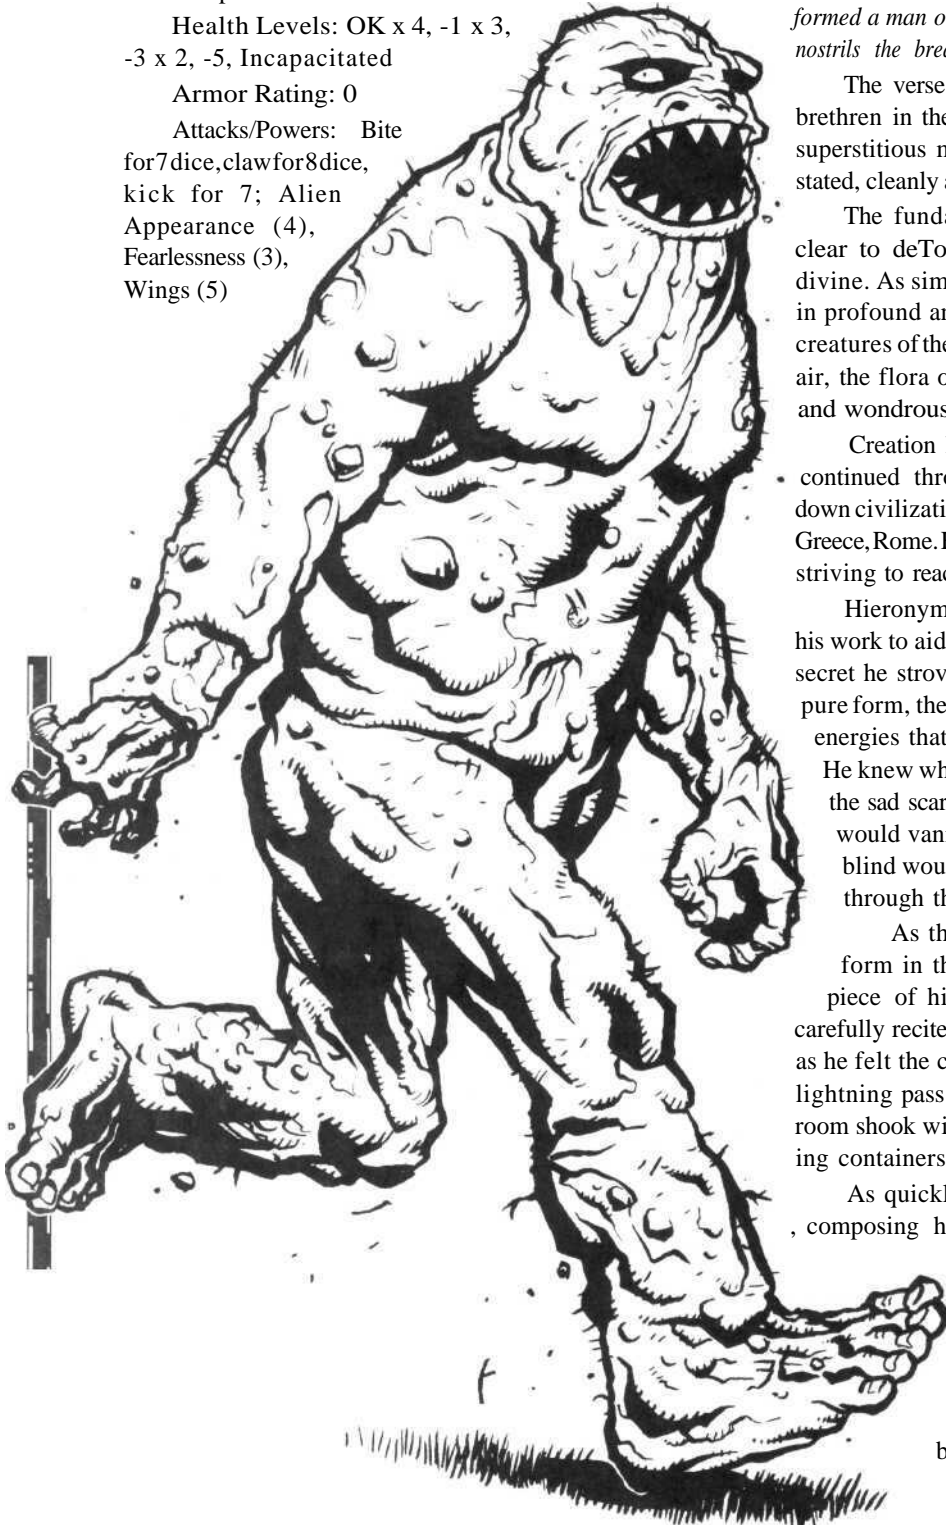 Health Levels: OK x 4, -1 x 3,
-3 x 2, -5, Incapacitated
Armor Rating: 0
Attacks/Powers: Bite
for7dice,clawfor8dice,
kick for 7; Alien
Appearance (4),
Fearlessness (3),
Wings (5)
formed a man o
nostrils the brea
The verse
brethren in the
superstitious n
stated, cleanly a
The funda
clear to deTo
divine. As sim
in profound an
creatures of the
air, the flora o
and wondrous
Creation
continued thro
down civilizati
Greece, Rome.
striving to reac
Hieronym
his work to aid
secret he strov
pure form, the
energies that
He knew wh
the sad scar
would van
blind wou
through th
As th
form in th
piece of hi
carefully recite
as he felt the c
lightning pass
room shook wi
ing containers
As quickl
, composing h
b